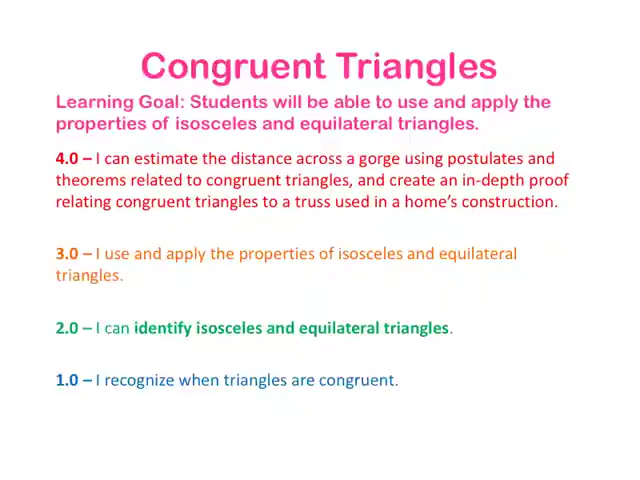 Congruent Triangles
Learning Goal: Students will be able to use and apply the
properties of isosceles and equilateral triangles.
4.0 – I can estimate the distance across a gorge using postulates and
theorems related to congruent triangles, and create an in-depth proof
relating congruent triangles to a truss used in a home’s construction.
3.0 – I use and apply the properties of isosceles and equilateral
triangles.
2.0 – I can identify isosceles and equilateral triangles.
1.0 – I recognize when triangles are congruent.